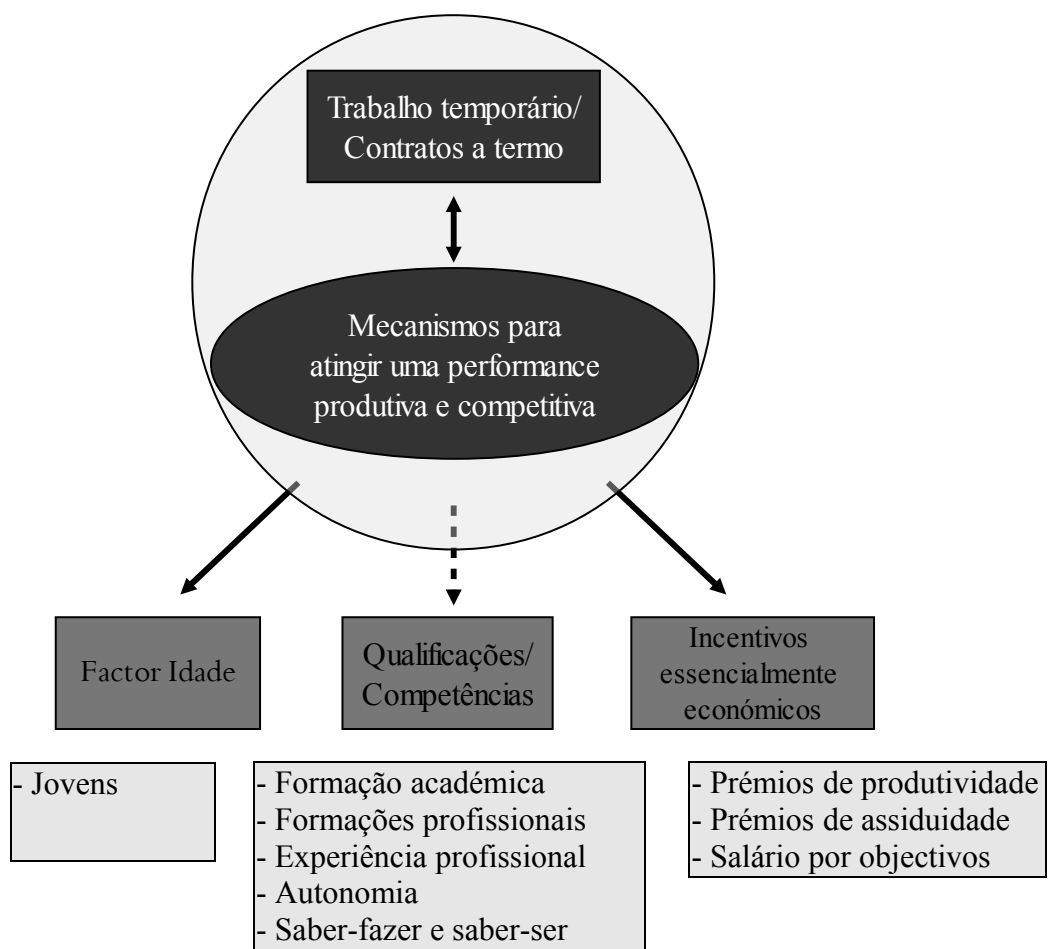 Trabalho temporário/
Contratos a termo
Mecanismos para
atingir uma performance
produtiva e competitiva
Factor Idade
Qualificações/
Competências
Incentivos
essencialmente
económicos
- Jovens
- Formação académica
- Formações profissionais
- Experiência profissional
- Autonomia
- Saber-fazer e saber-ser
- Prémios de produtividade
- Prémios de assiduidade
- Salário por objectivos